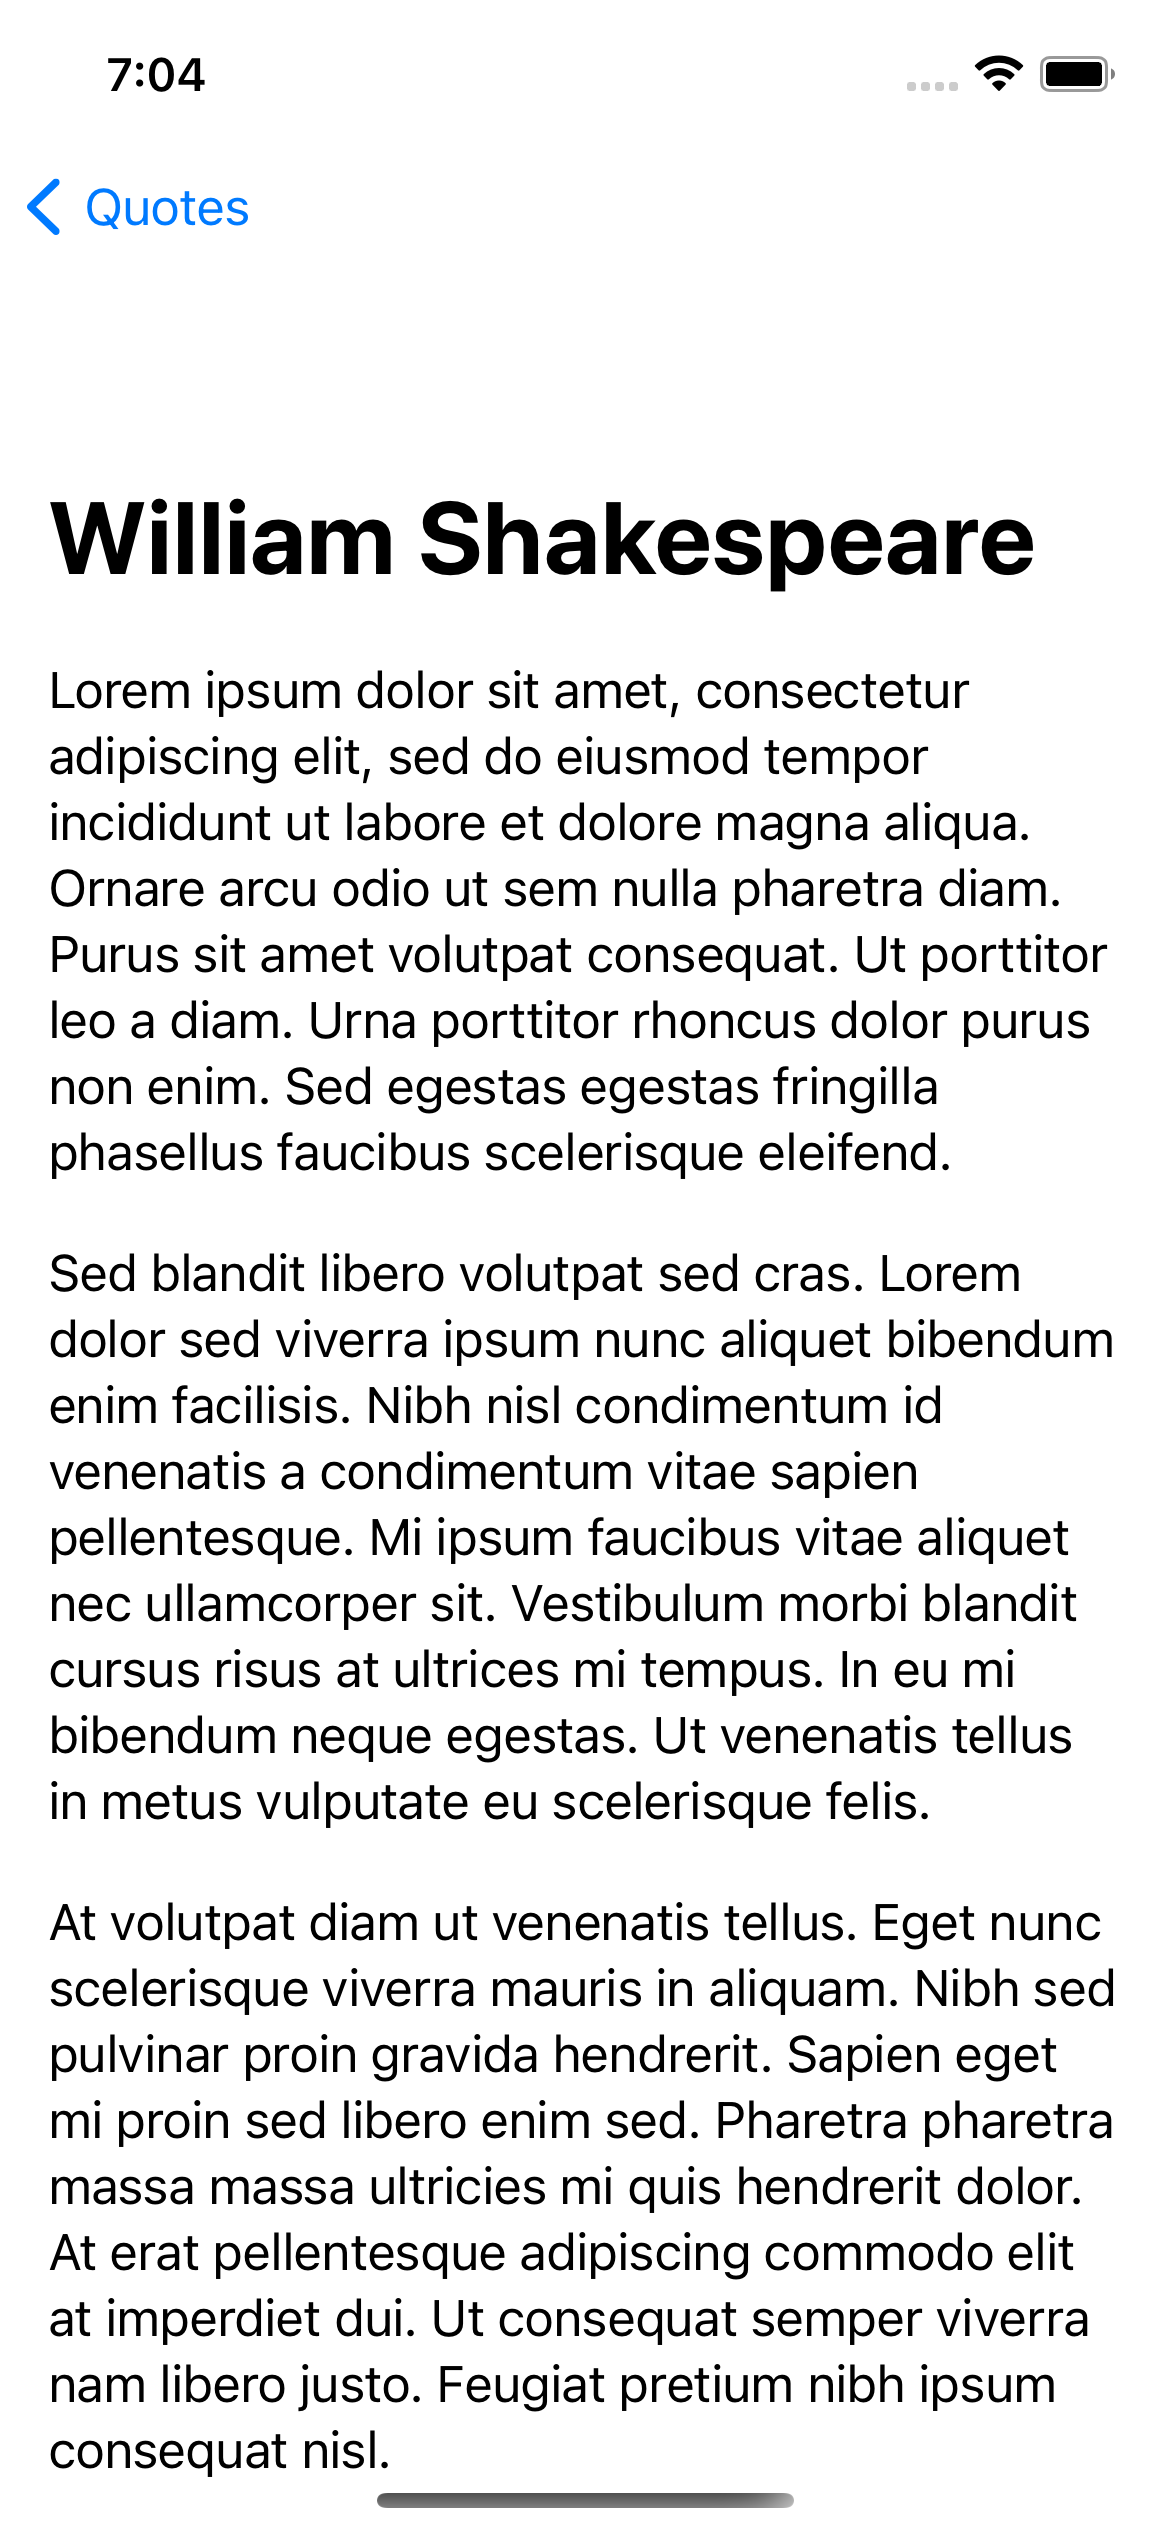 7:04
Quotes
William Shakespeare
Lorem ipsum dolor sit amet, consectetur
adipiscing elit, sed do eiusmod tempor
incididunt ut labore et dolore magna aliqua.
Ornare arcu odio ut sem nulla pharetra diam.
Purus sit amet volutpat consequat. Ut porttitor
leo a diam. Urna porttitor rhoncus dolor purus
non enim. Sed egestas egestas fringilla
phasellus faucibus scelerisque eleifend.
Sed blandit libero volutpat sed cras. Lorem
dolor sed viverra ipsum nunc aliquet bibendum
enim facilisis. Nibh nisl condimentum id
venenatis a condimentum vitae sapien
pellentesque. Mi ipsum faucibus vitae aliquet
nec ullamcorper sit. Vestibulum morbi blandit
cursus risus at ultrices mi tempus. In eu mi
bibendum neque egestas. Ut venenatis tellus
in metus vulputate eu scelerisque felis.
At volutpat diam ut venenatis tellus. Eget nunc
scelerisque viverra mauris in aliquam. Nibh sed
pulvinar proin gravida hendrerit. Sapien eget
mi proin sed libero enim sed. Pharetra pharetra
massa massa ultricies mi quis hendrerit dolor.
At erat pellentesque adipiscing commodo elit
at imperdiet dui. Ut consequat semper viverra
nam libero justo. Feugiat pretium nibh ipsum
consequat nisl.